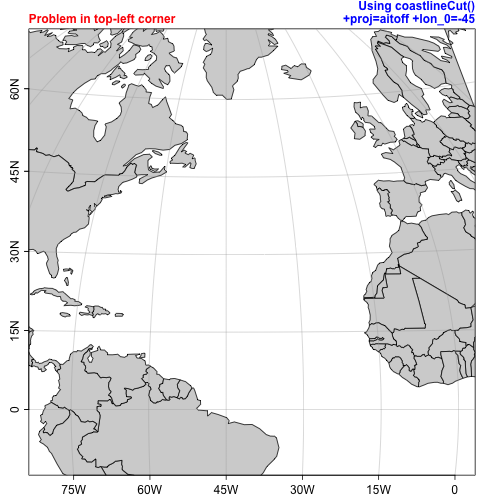 Using coastlineCut()
Problem in top-left corner
+proj=aitoff +lon_0=-45
60N
45N
30N
15N
0
75W
60W
45W
30W
15W
0